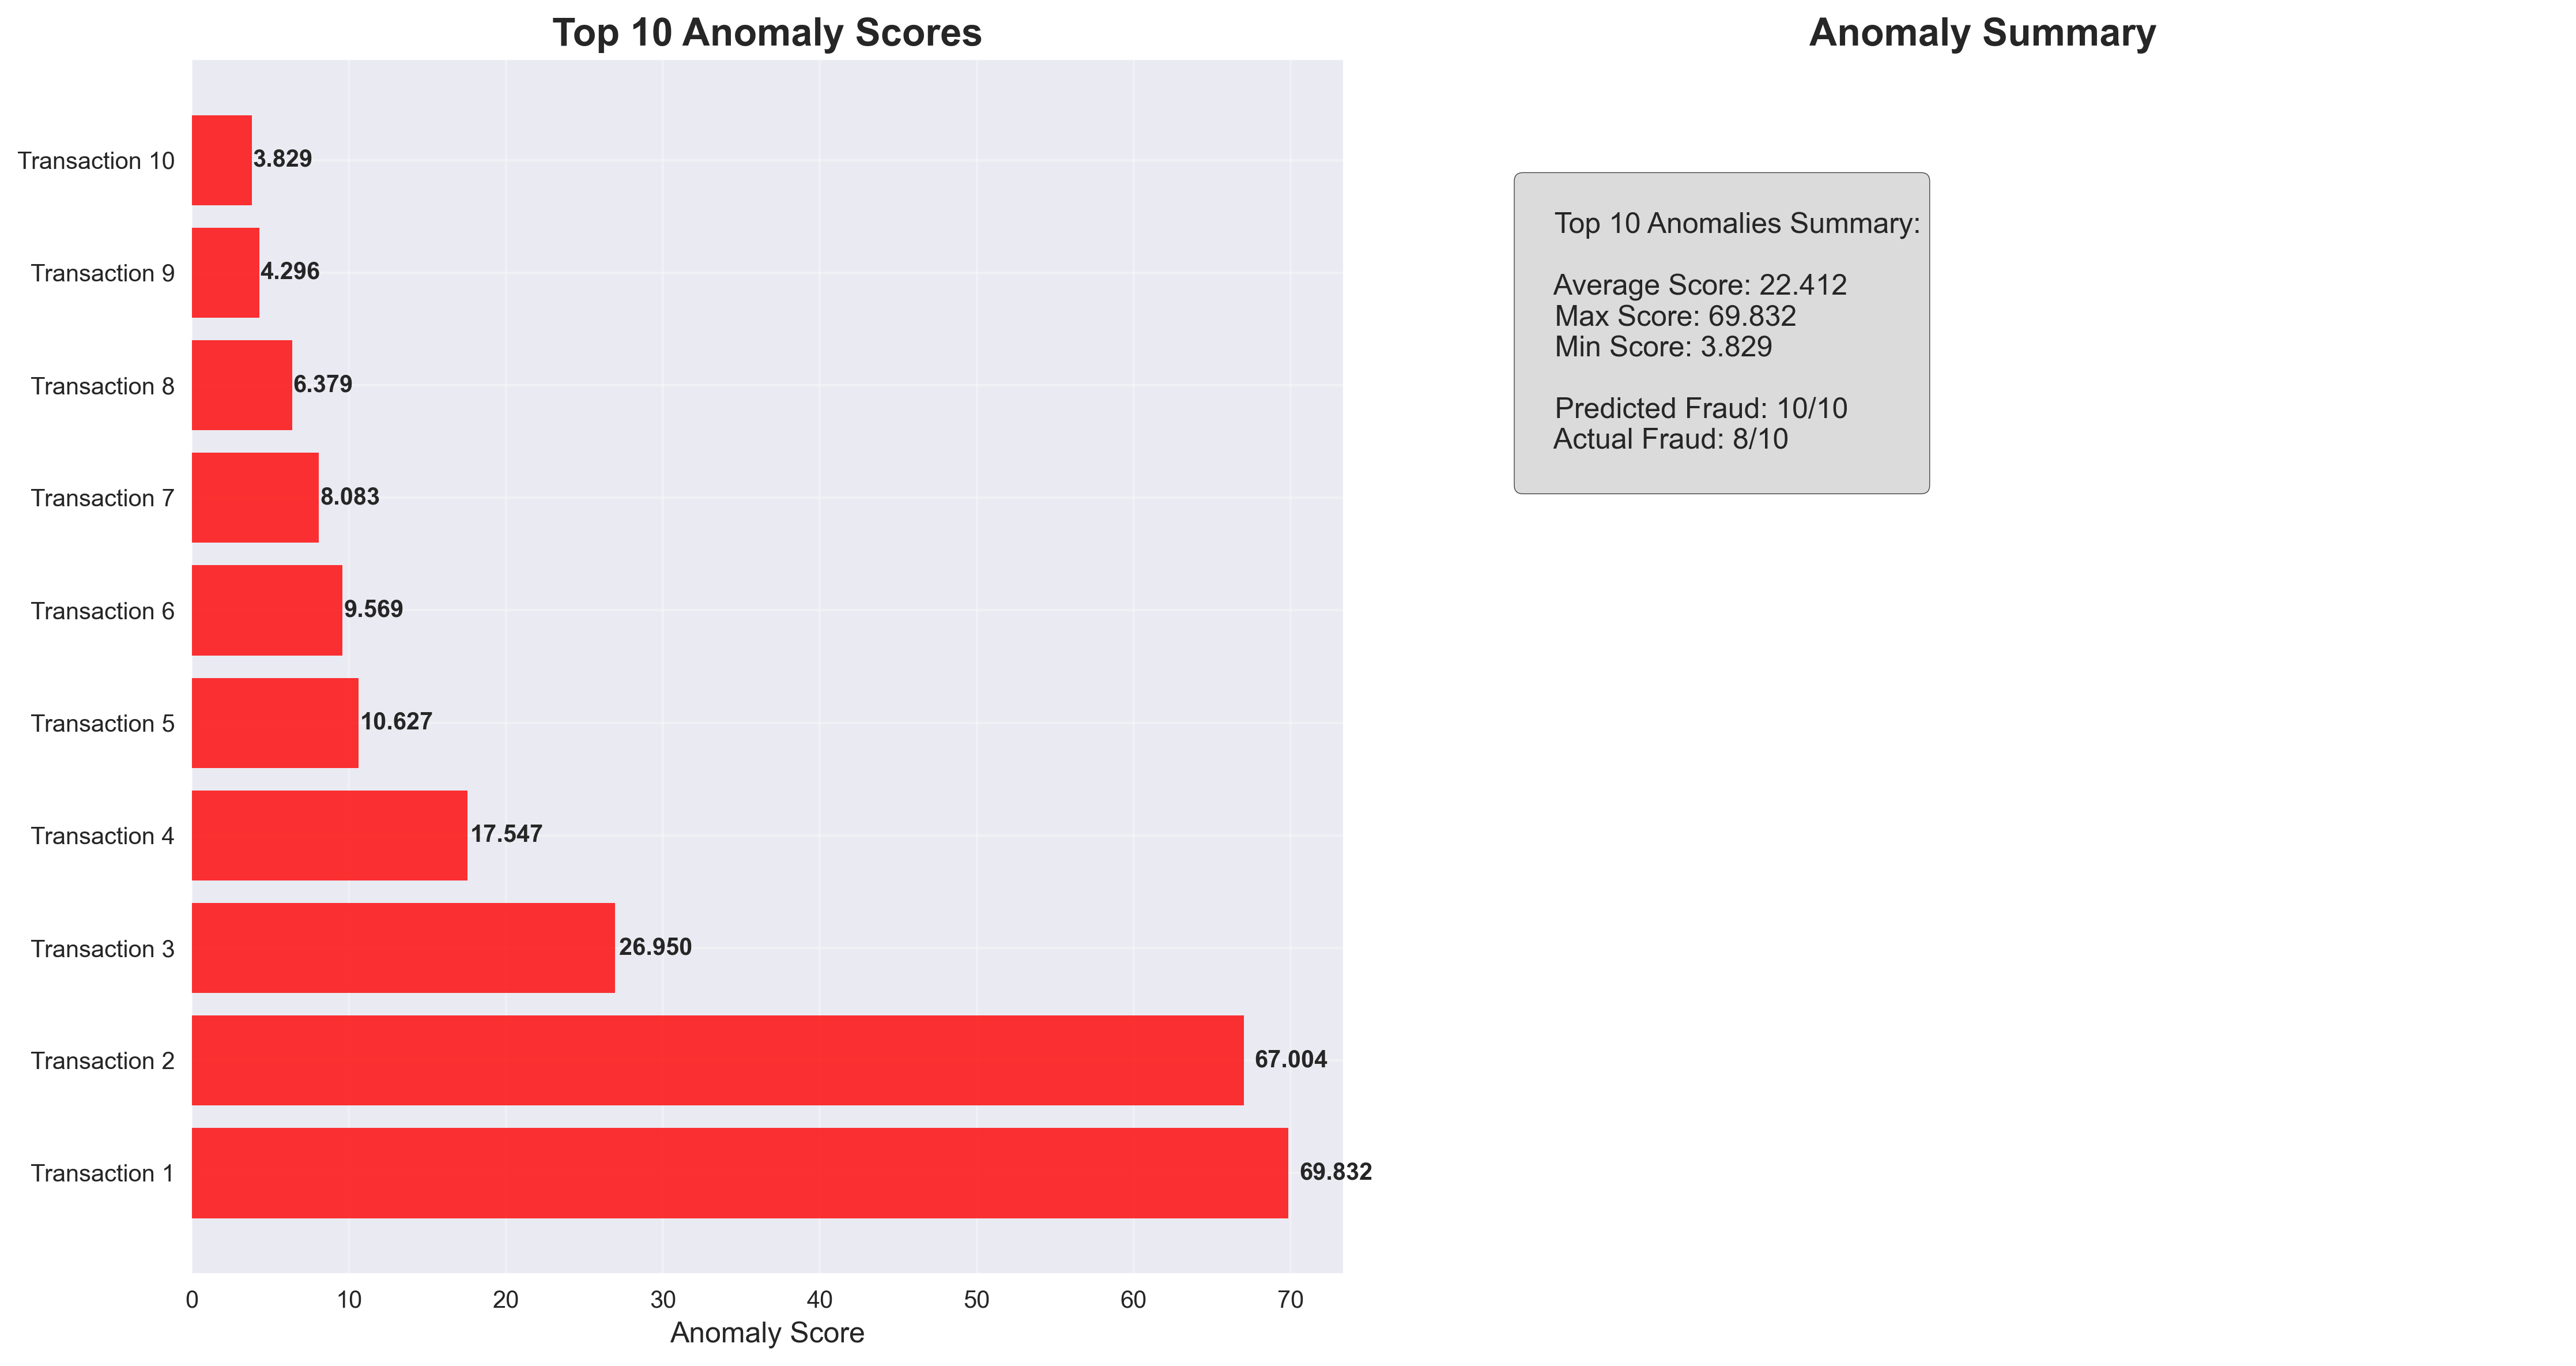 Top 10 Anomaly Scores
Transaction 10
3.829
Transaction 9
4.296
Transaction 8
6.379
Transaction 7
8.083
Transaction 6
9.569
Transaction 5
10.627
Transaction 4
17.547
Transaction 3
26.950
Transaction 2
67.004
Transaction 1
69.832
0 10 20 30 40 50 60 70
Anomaly Score
Anomaly Summary
Top 10 Anomalies Summary:
Average Score: 22.412
Max Score: 69.832
Min Score: 3.829
Predicted Fraud: 10/10
Actual Fraud: 8/10